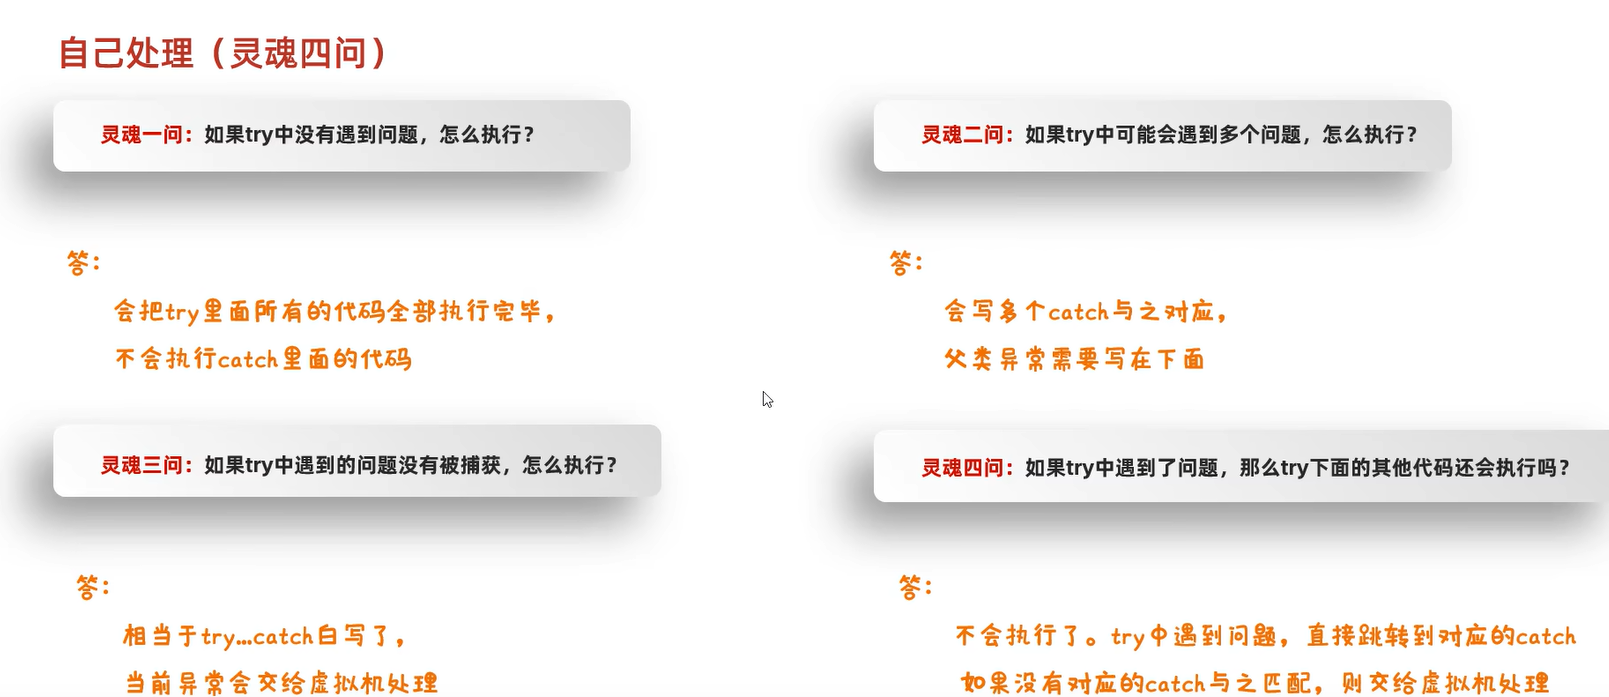 自己处理（灵魂四问）
灵魂一问：如果try中没有遇到问题，怎么执行？
答：
会把try里面所有的代码全部执行完毕，
不会执行catch里面的代码
灵魂二问：如果try中可能会遇到多个问题，怎么执行？
答：
会写多个catch与之对应，
父类异常需要写在下面
灵魂三问：如果try中遇到的问题没有被捕获，怎么执行？
答：
相当于try...catch白写了，
当前异常会交给虚拟机处理
灵魂四问：如果try中遇到了问题，那么try下面的其他代码还会执行吗？
答：
不会执行了。try中遇到问题，直接跳转到对应的catch
如果没有对应的catch与之匹配，则交给虚拟机处理